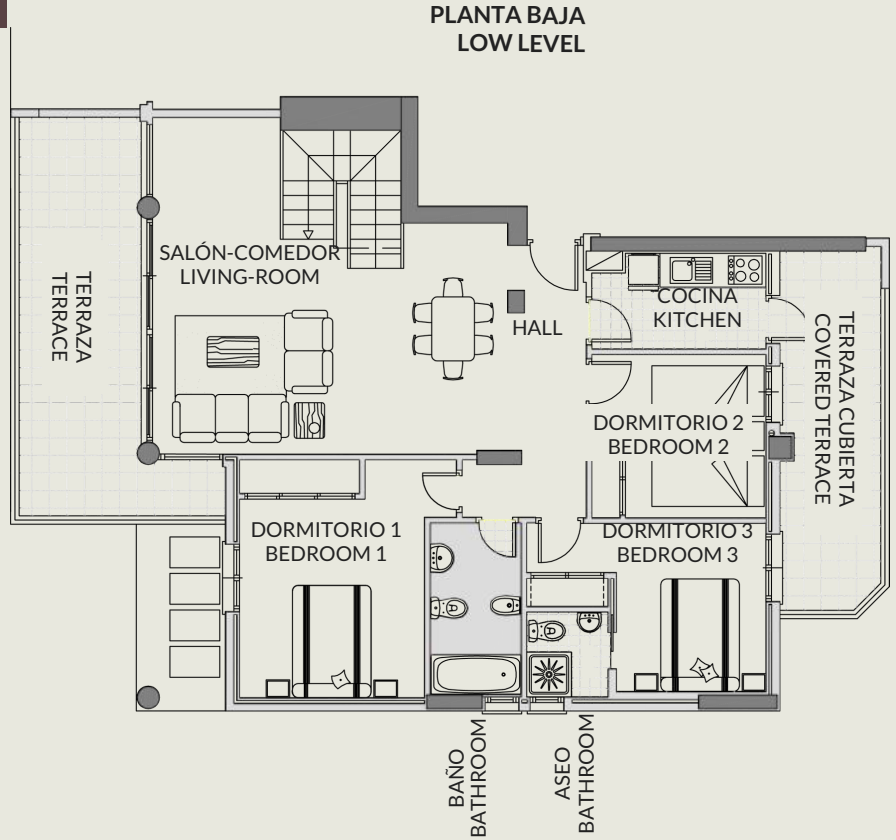 PLANTA BAJA
LOW LEVEL
SALÓN-COMEDOR
LIVING-ROOM
TERRAZA
TERRACE
HALL
COCINA
KITCHEN
TERRAZA CUBIERTA
COVERED TERRACE
DORMITORIO 2
BEDROOM 2
DORMITORIO 1
BEDROOM 1
DORMITORIO 3
BEDROOM 3
BAÑO
BATHROOM
ASEO
BATHROOM